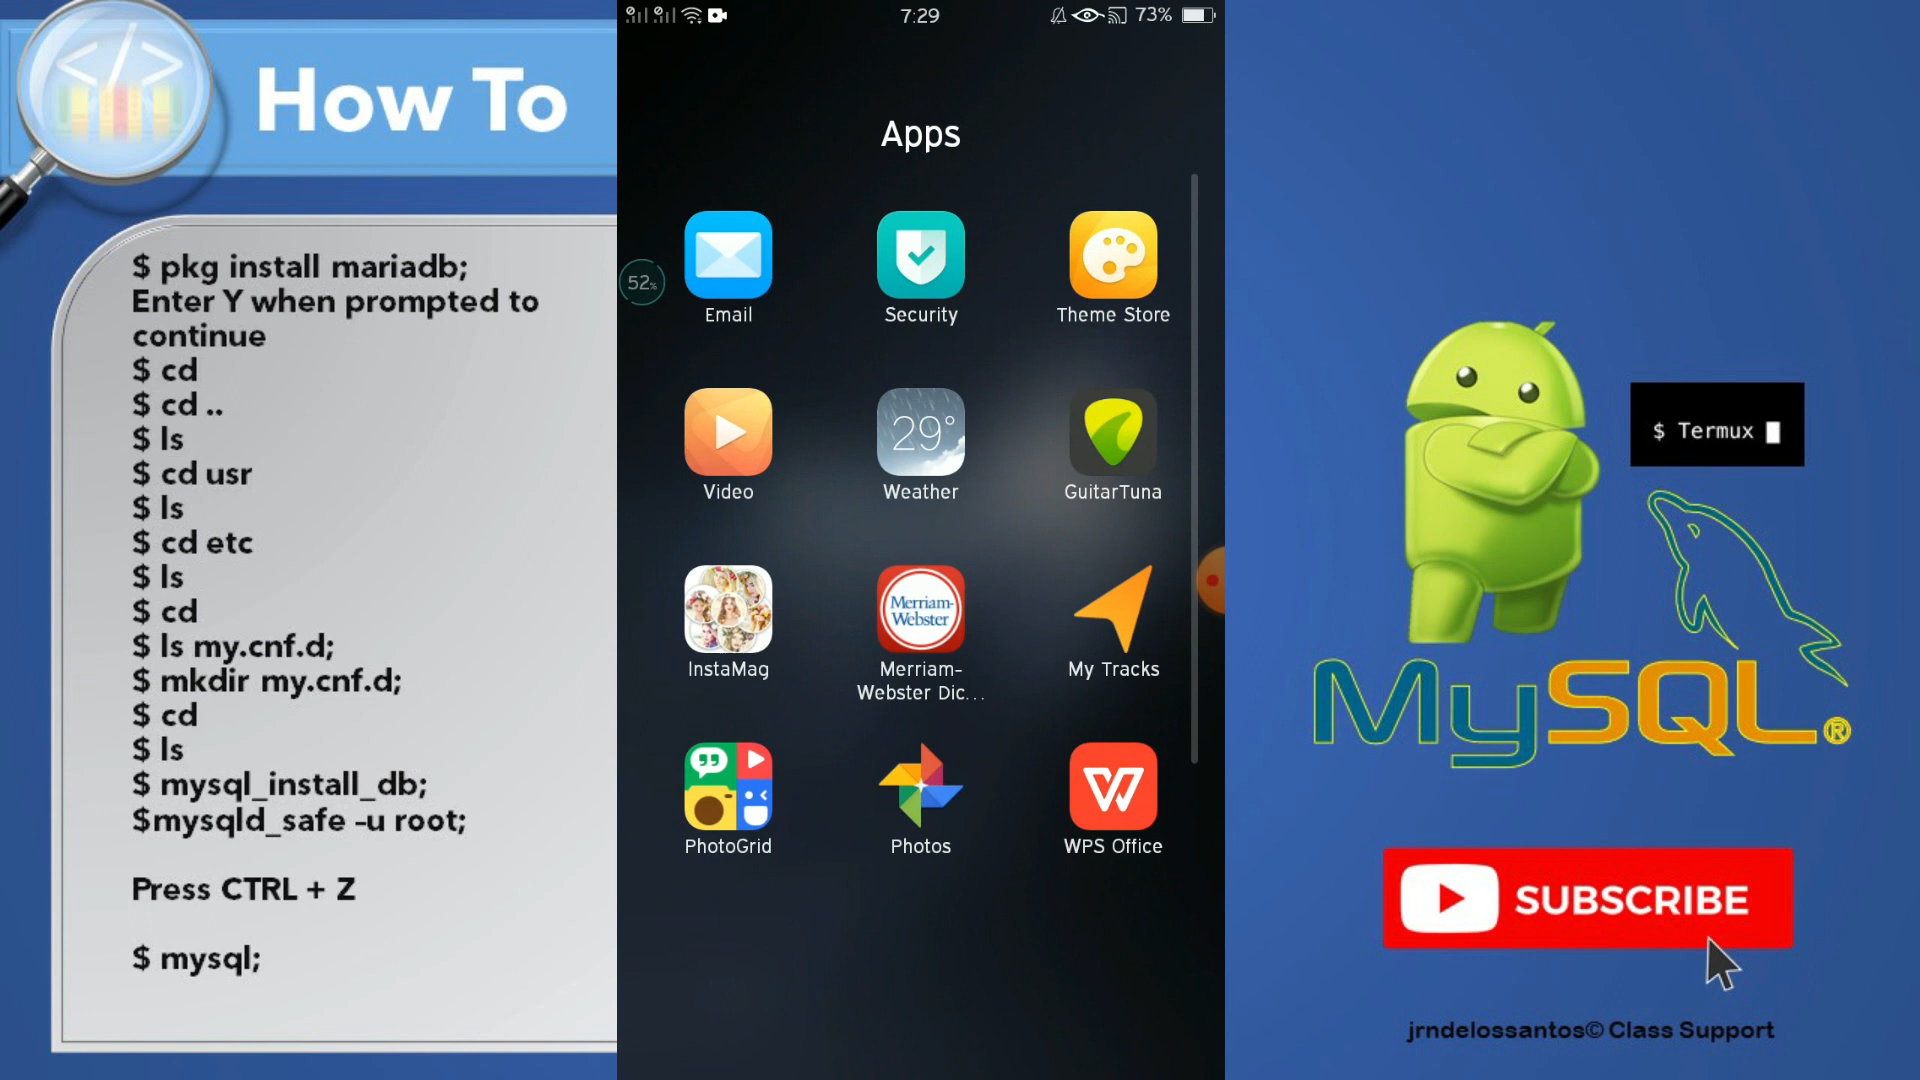 How To
$ pkg install mariadb;
Enter Y when prompted to
continue
$ cd
$ cd ..
$ ls
$ cd usr
$ ls
$ cd etc
$ ls
$ cd
$ ls my.cnf.d;
$ mkdir my.cnf.d;
$ cd
$ ls
$ mysql_install_db;
$mysqld_safe -u root;
Press CTRL + Z
$ mysql;
7:29
73%
Apps
52%
Email
Security
Theme Store
29°
Video
Weather
GuitarTuna
Merriam-
Webster
InstaMag
Merriam-
Webster Dic...
My Tracks
PhotoGrid
Photos
W
WPS Office
$ Termux
MySQL®
SUBSCRIBE
jrndelossantos© Class Support